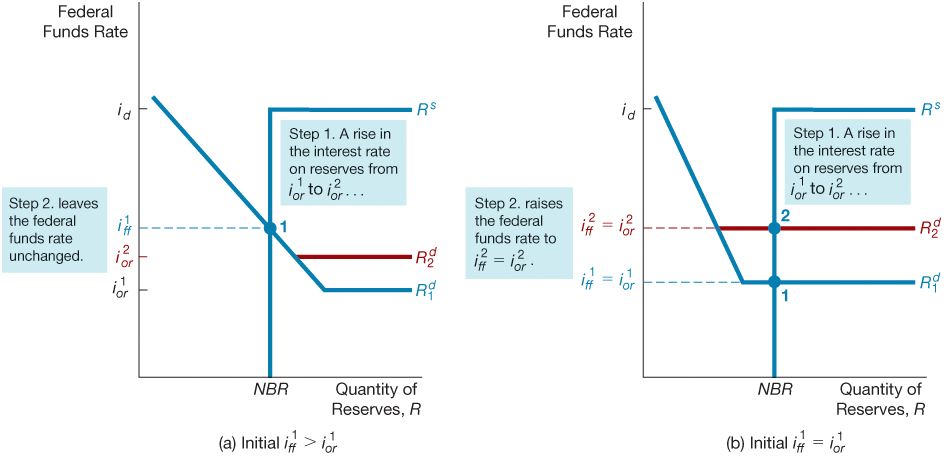 Federal
Funds Rate
i_d
R^s
Step 1. A rise in
the interest rate
on reserves from
i_or^1 to i_or^2 . . .
Step 2. leaves
the federal
funds rate
unchanged.
i_ff^1
1
i_or^2
R_2^d
i_or^1
R_1^d
NBR
Quantity of
Reserves, R
(a) Initial i_ff^1 > i_or^1
Federal
Funds Rate
i_d
R^s
Step 1. A rise in
the interest rate
on reserves from
i_or^1 to i_or^2 . . .
Step 2. raises
the federal
funds rate to
i_ff^2 = i_or^2 .
2
i_ff^2 = i_or^2
R_2^d
i_ff^1 = i_or^1
1
R_1^d
NBR
Quantity of
Reserves, R
(b) Initial i_ff^1 = i_or^1